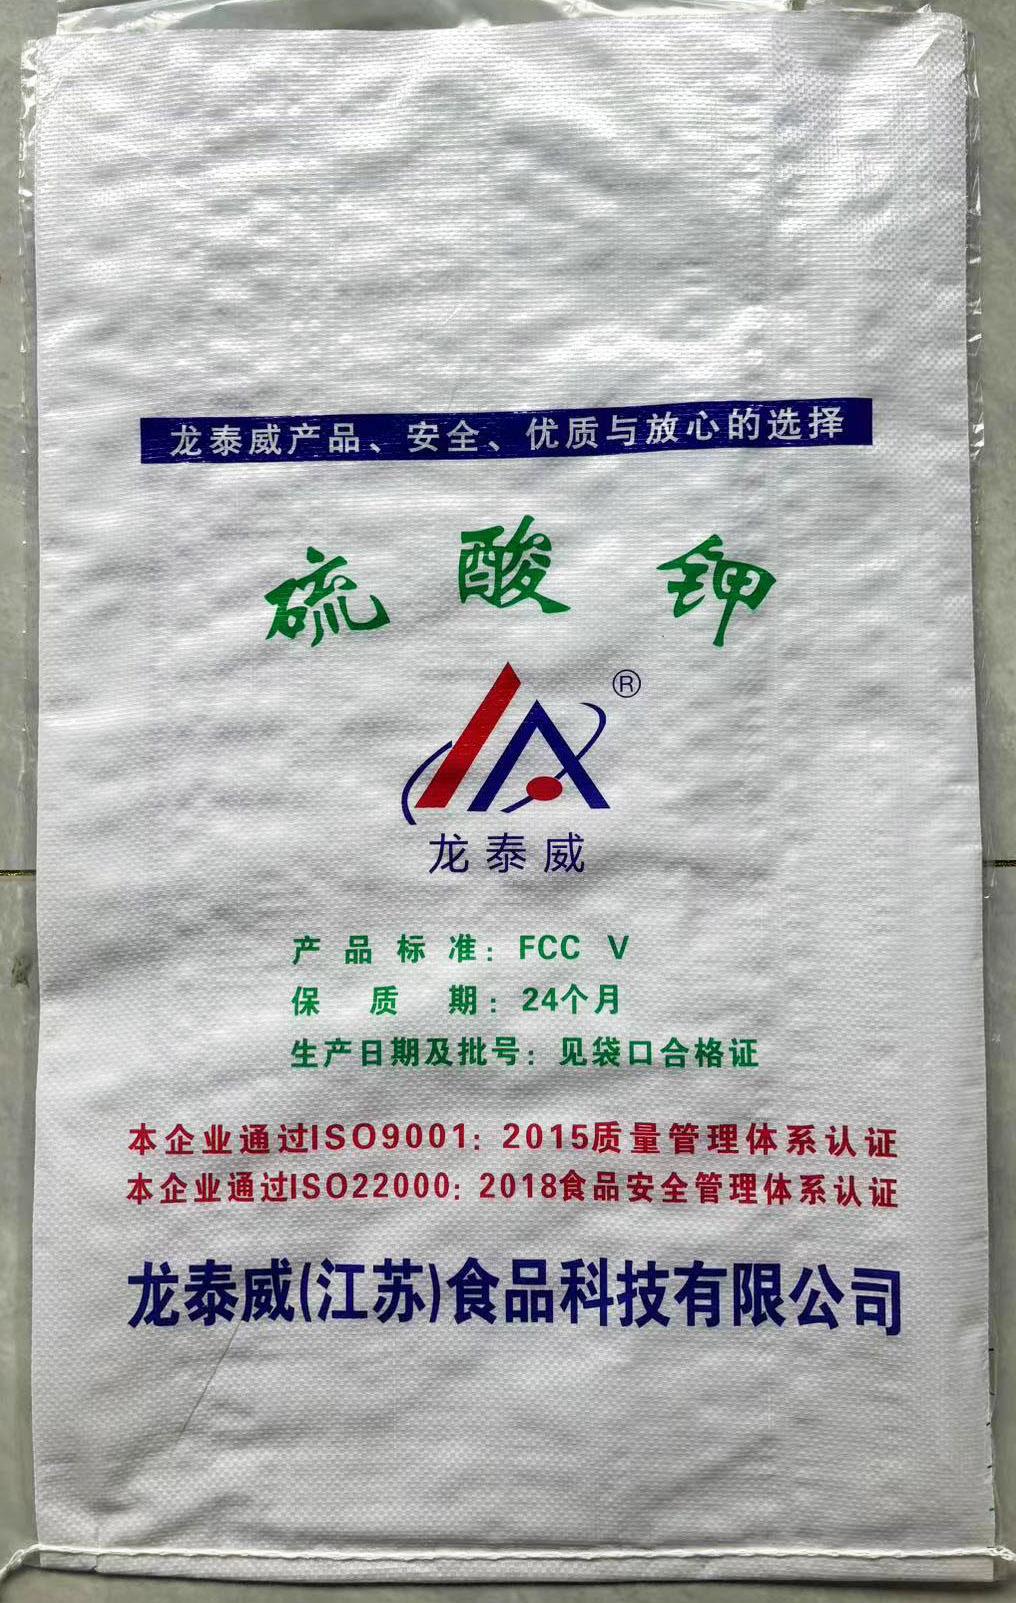 龙泰威产品、安全、优质与放心的选择
硫酸钾
®
龙泰威
产品标准：FCC V
保质期：24个月
生产日期及批号：见袋口合格证
本企业通过ISO9001：2015质量管理体系认证
本企业通过ISO22000：2018食品安全管理体系认证
龙泰威(江苏)食品科技有限公司